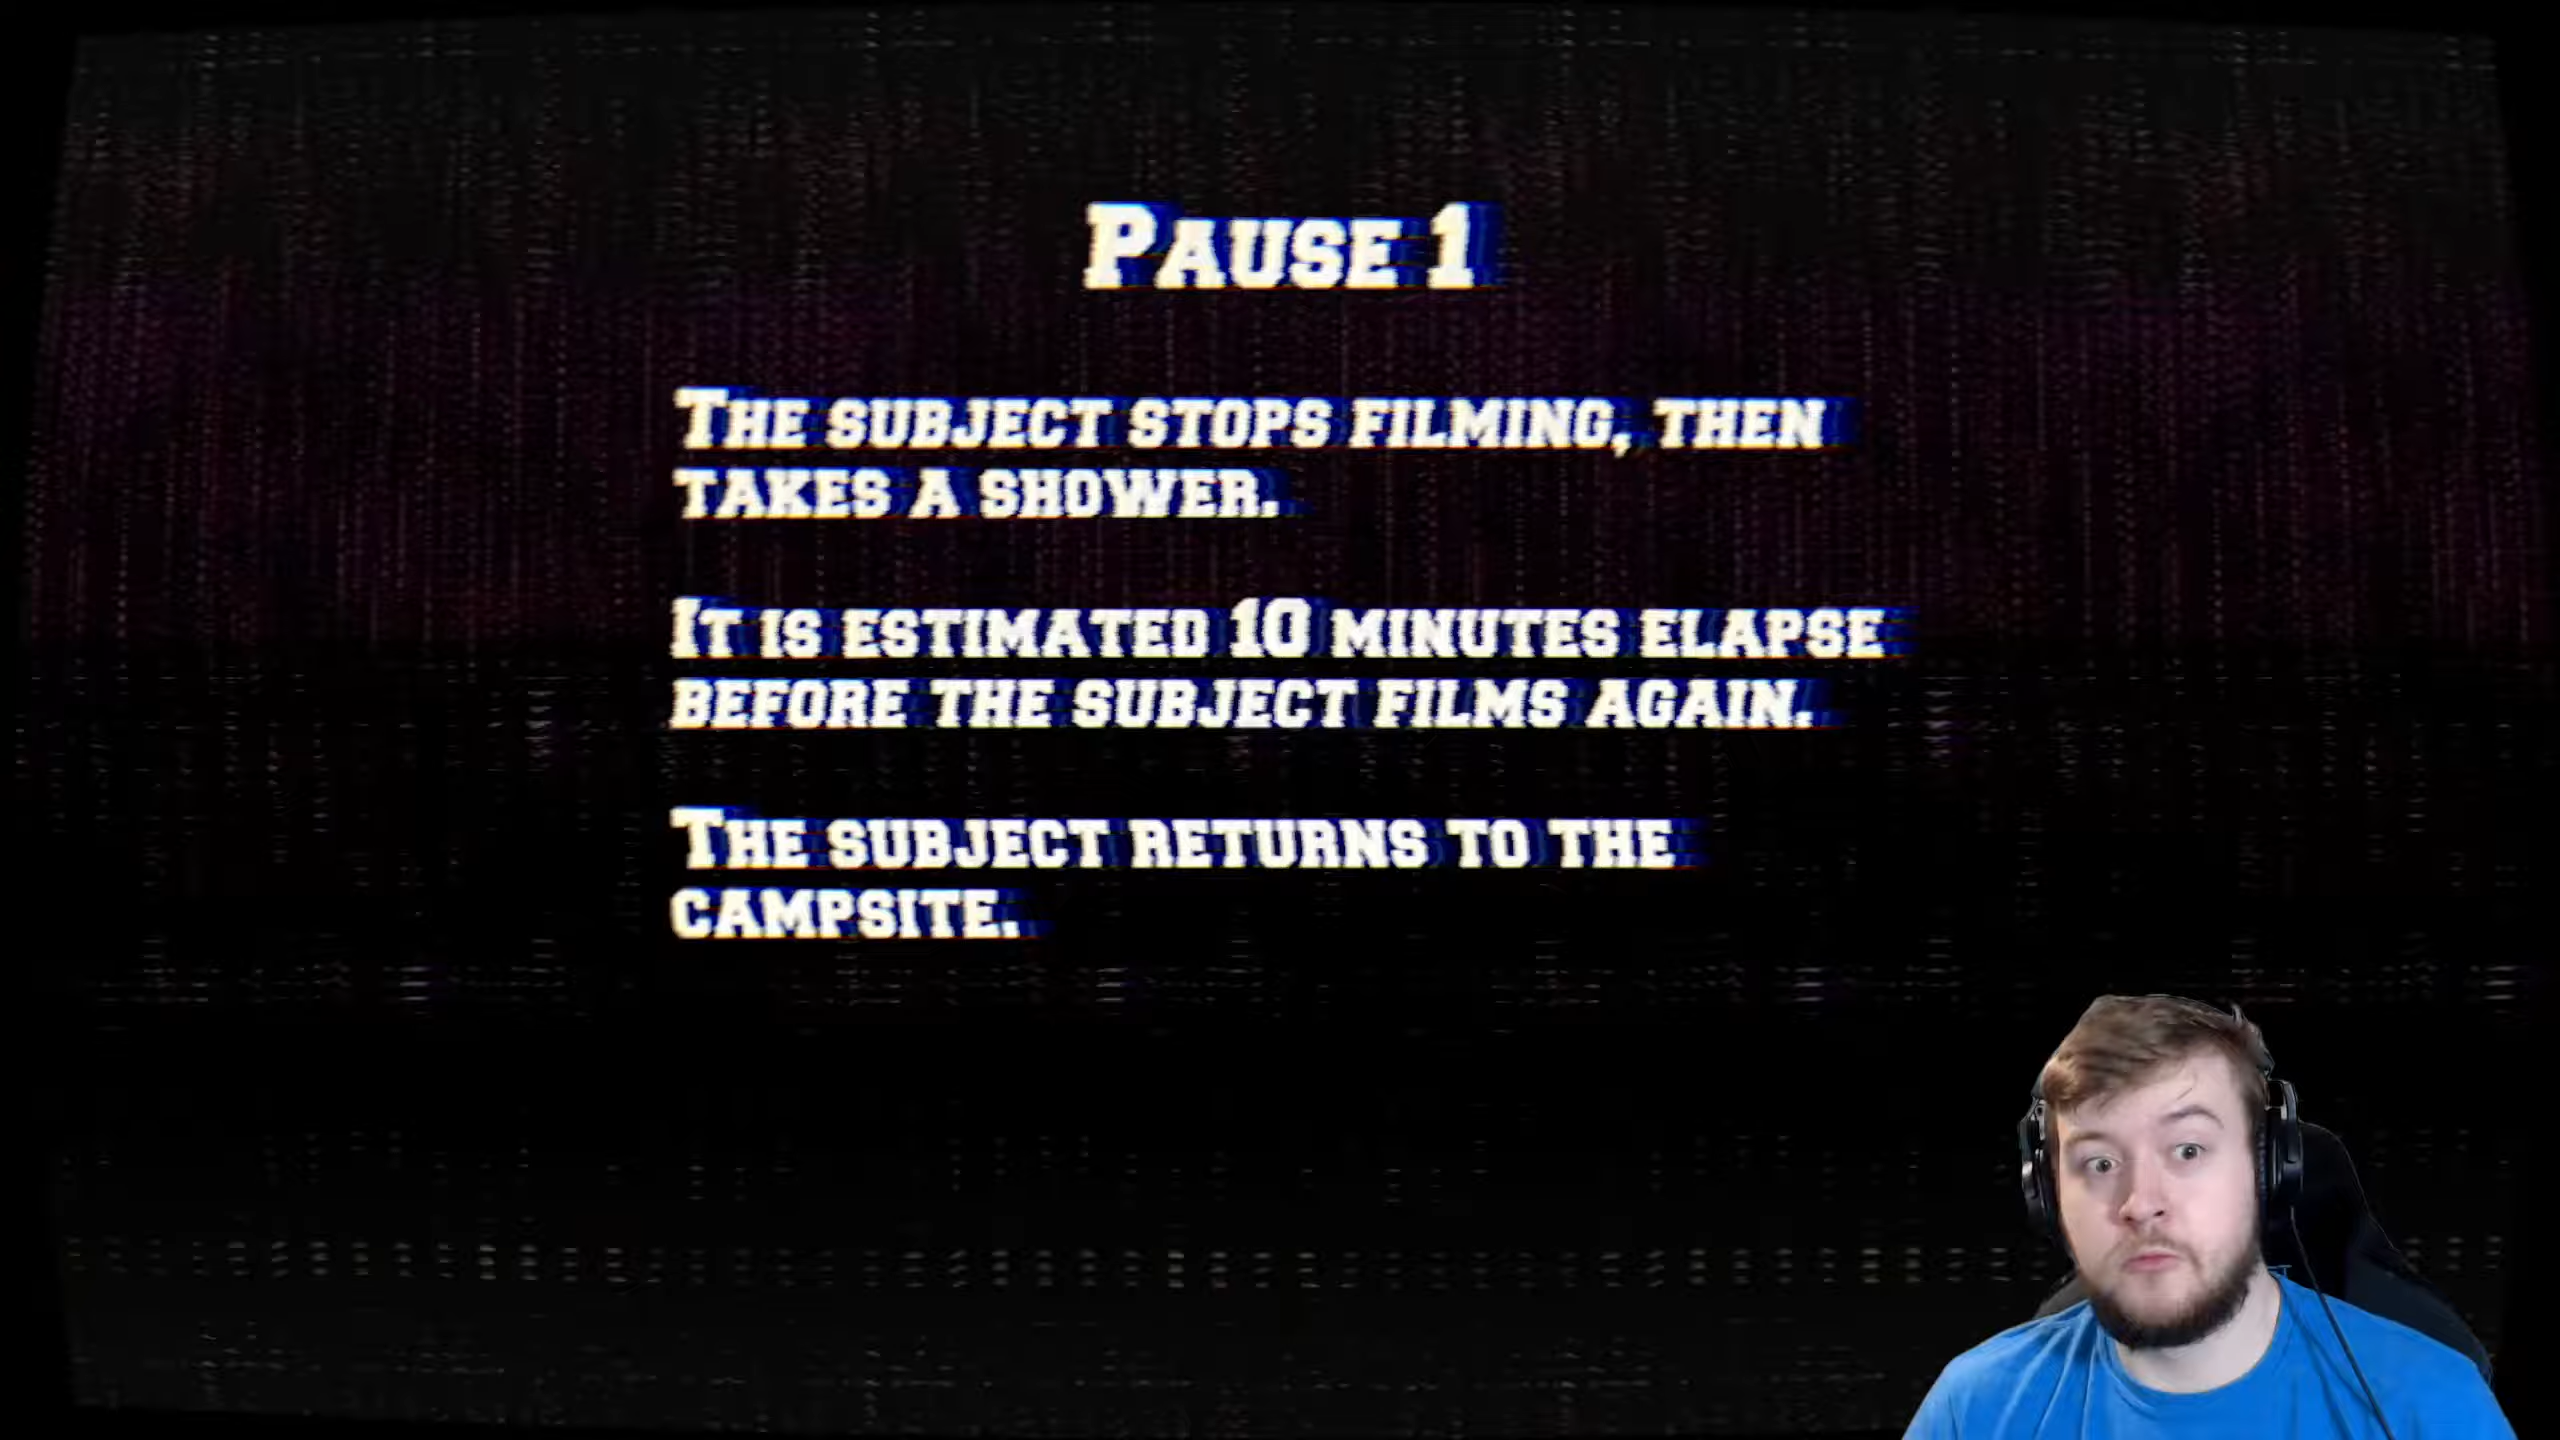 PAUSE 1
THE SUBJECT STOPS FILMING, THEN
TAKES A SHOWER.
IT IS ESTIMATED 10 MINUTES ELAPSE
BEFORE THE SUBJECT FILMS AGAIN.
THE SUBJECT RETURNS TO THE
CAMPSITE.